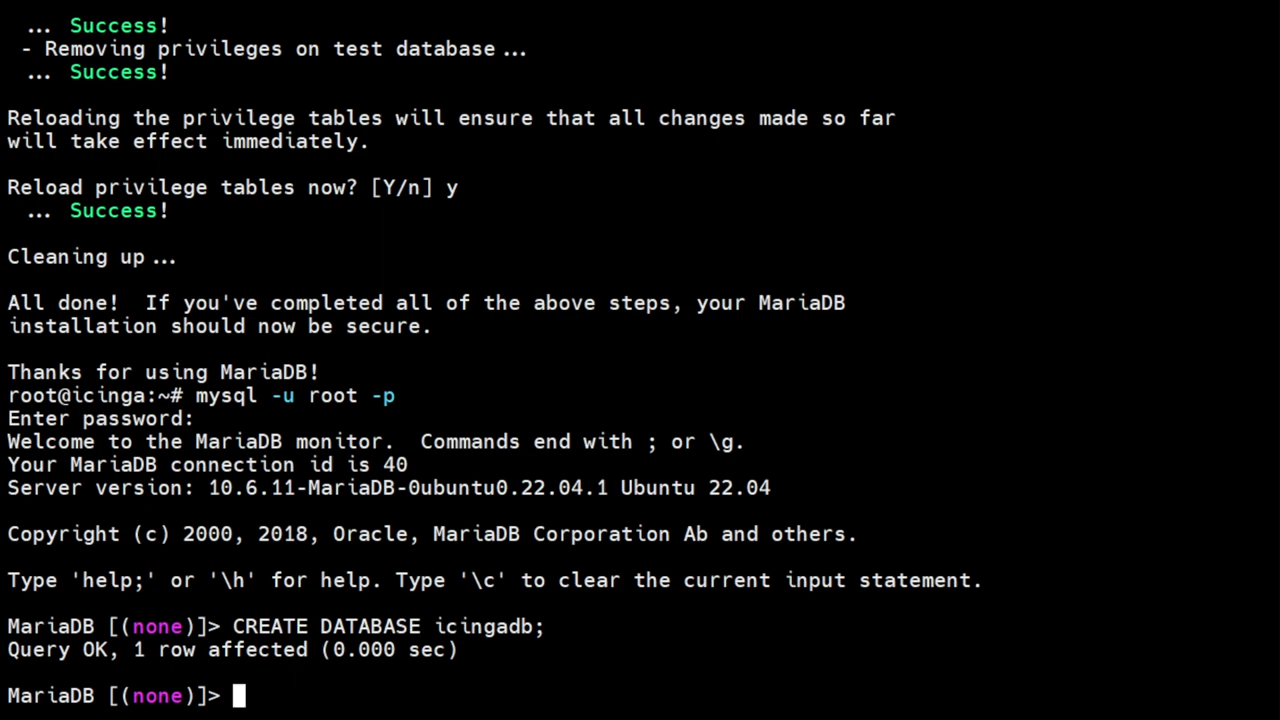 ... Success!
- Removing privileges on test database...
... Success!
Reloading the privilege tables will ensure that all changes made so far
will take effect immediately.
Reload privilege tables now? [Y/n] y
... Success!
Cleaning up...
All done!  If you've completed all of the above steps, your MariaDB
installation should now be secure.
Thanks for using MariaDB!
root@icinga:~# mysql -u root -p
Enter password:
Welcome to the MariaDB monitor.  Commands end with ; or \g.
Your MariaDB connection id is 40
Server version: 10.6.11-MariaDB-0ubuntu0.22.04.1 Ubuntu 22.04
Copyright (c) 2000, 2018, Oracle, MariaDB Corporation Ab and others.
Type 'help;' or '\h' for help. Type '\c' to clear the current input statement.
MariaDB [(none)]> CREATE DATABASE icingadb;
Query OK, 1 row affected (0.000 sec)
MariaDB [(none)]>